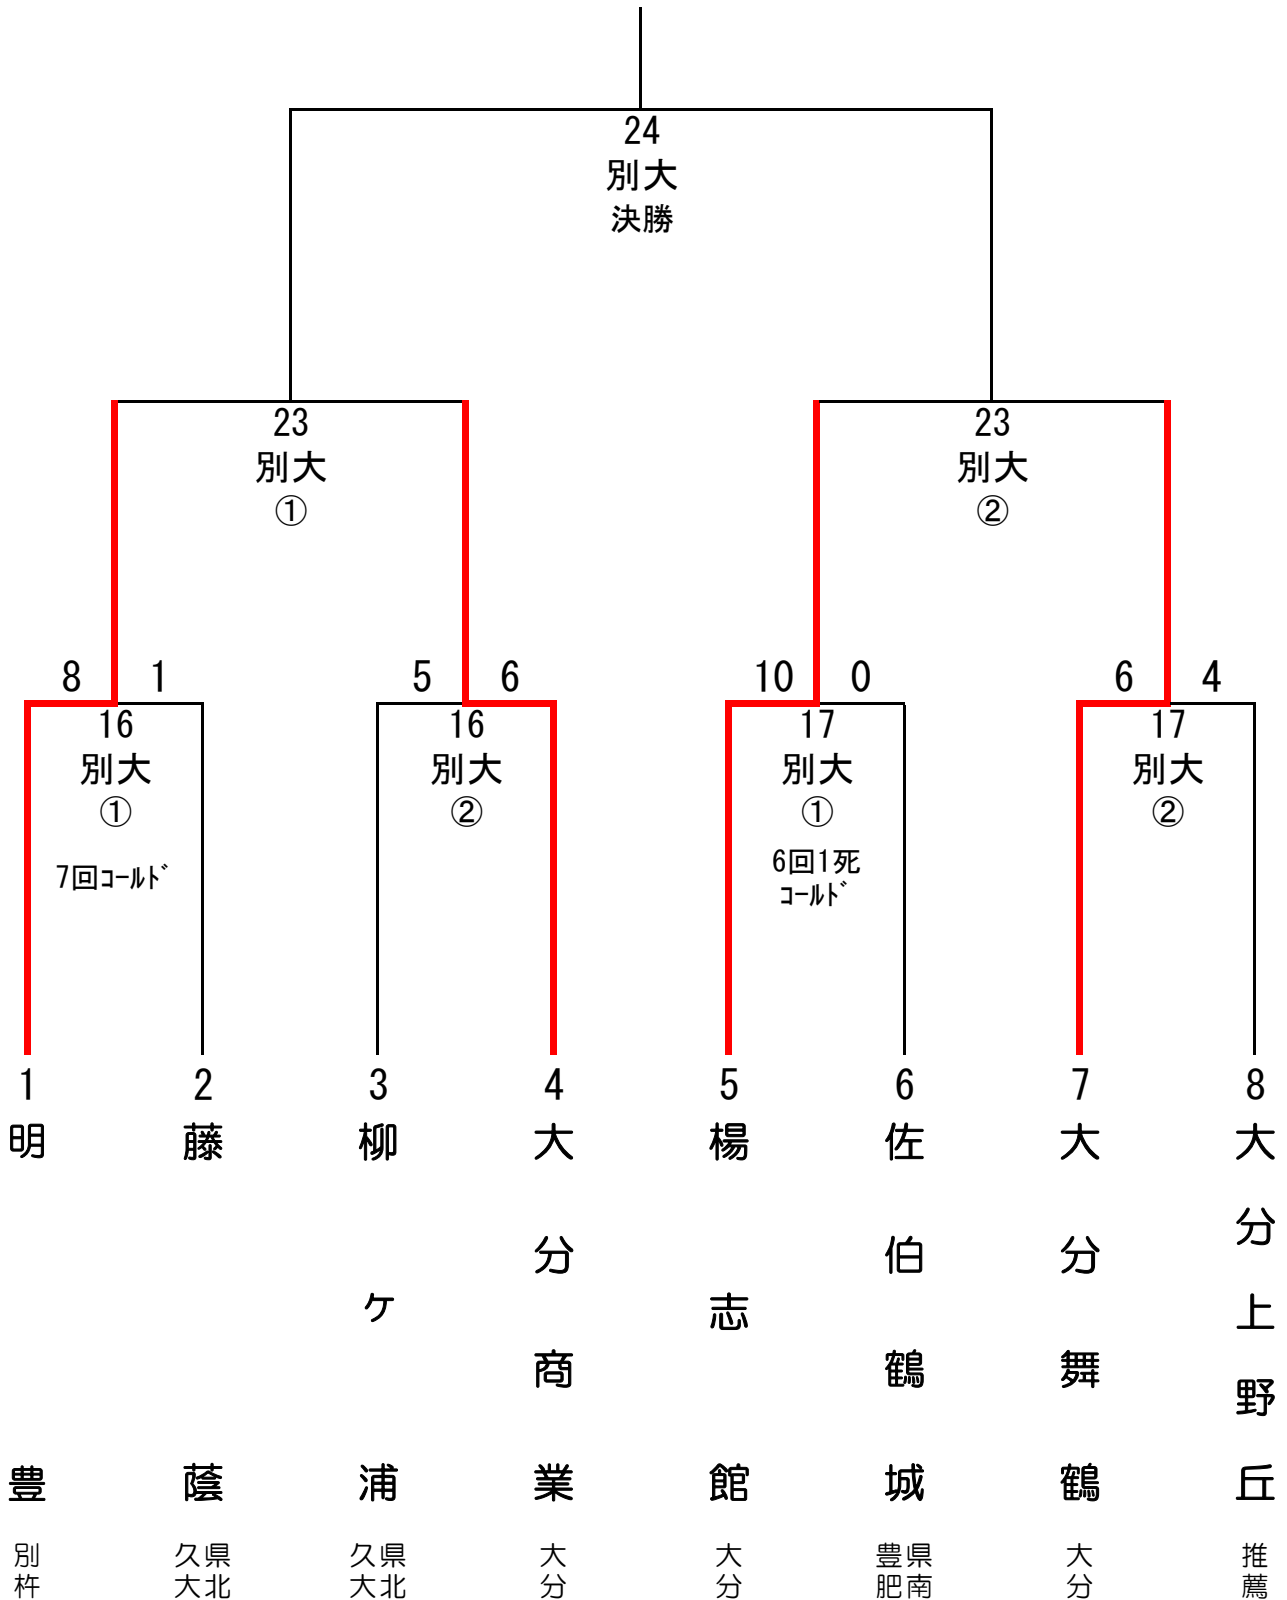 24
別大
決勝
23
別大
①
23
別大
②
8 1
5 6
10 0
6 4
16
別大
①
7回ｺｰﾙﾄﾞ
16
別大
②
17
別大
①
6回1死
ｺｰﾙﾄﾞ
17
別大
②
1
明豊
別杵
2
藤蔭
県北
久大
3
柳ケ浦
県北
久大
4
大分商業
大分
5
楊志館
大分
6
佐伯鶴城
県南
豊肥
7
大分舞鶴
大分
8
大分上野丘
推薦